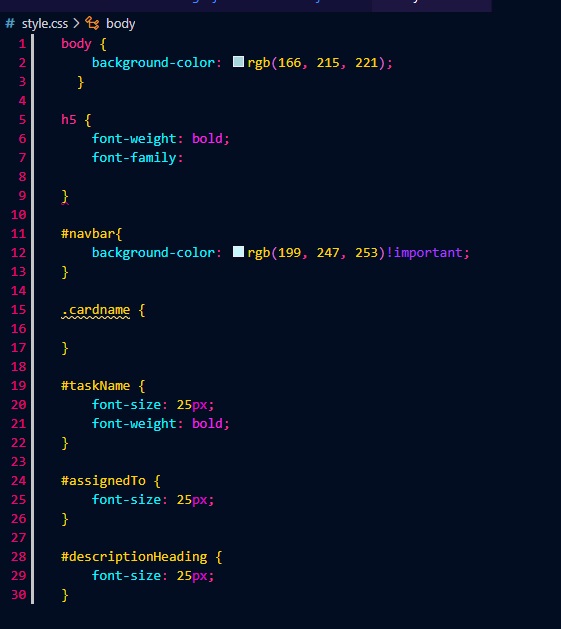 # style.css > body
1 body {
2 background-color: rgb(166, 215, 221);
3 }
4
5 h5 {
6 font-weight: bold;
7 font-family:
8
9 }
10
11 #navbar{
12 background-color: rgb(199, 247, 253)!important;
13 }
14
15 .cardname {
16
17 }
18
19 #taskName {
20 font-size: 25px;
21 font-weight: bold;
22 }
23
24 #assignedTo {
25 font-size: 25px;
26 }
27
28 #descriptionHeading {
29 font-size: 25px;
30 }